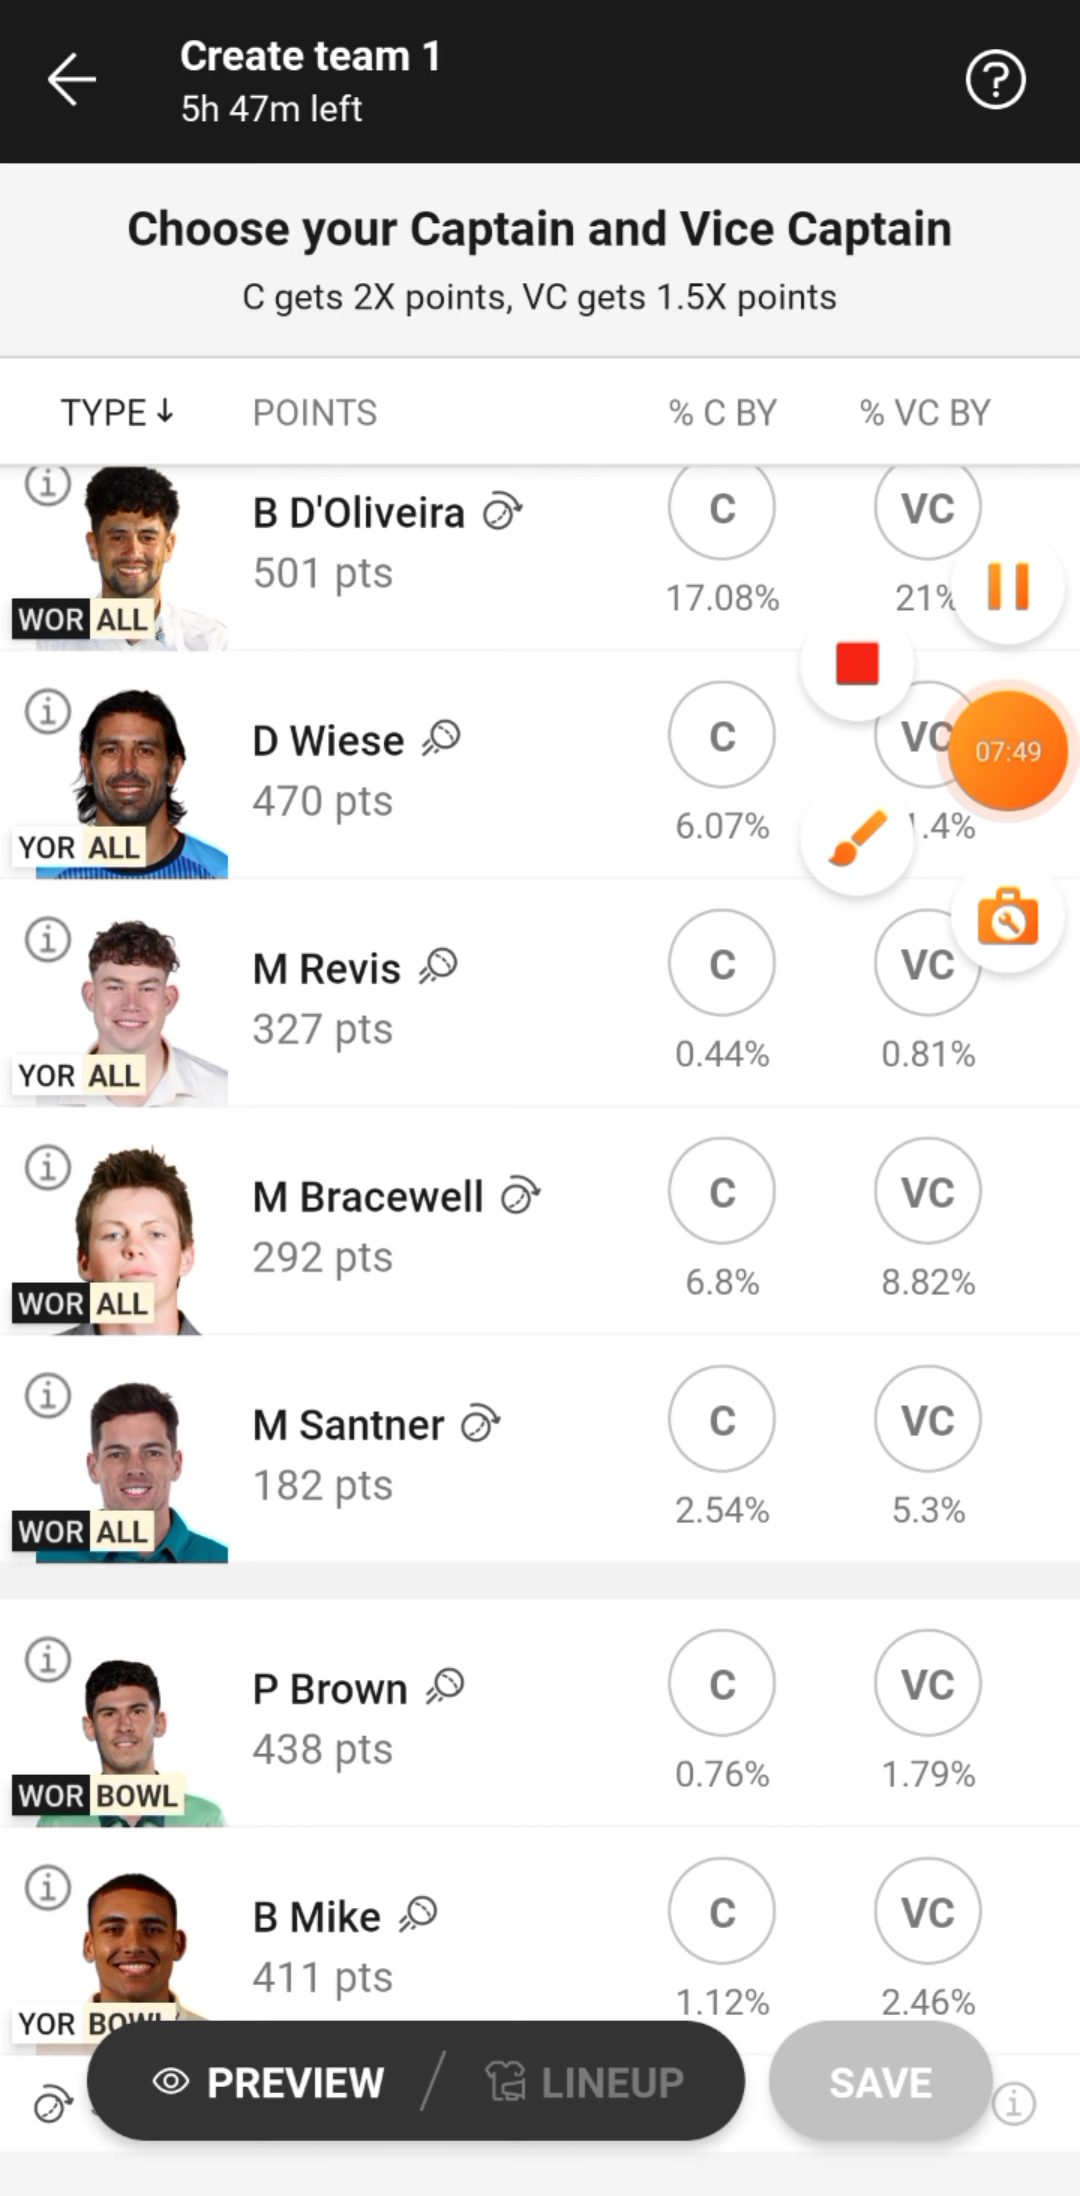 Create team 1
5h 47m left
Choose your Captain and Vice Captain
C gets 2X points, VC gets 1.5X points
TYPE↓ POINTS % C BY % VC BY
B D'Oliveira C VC
501 pts 17.08% 21%
WOR ALL
D Wiese C VC
470 pts 6.07% .4%
07:49
YOR ALL
M Revis C VC
327 pts 0.44% 0.81%
YOR ALL
M Bracewell C VC
292 pts 6.8% 8.82%
WOR ALL
M Santner C VC
182 pts 2.54% 5.3%
WOR ALL
P Brown C VC
438 pts 0.76% 1.79%
WOR BOWL
B Mike C VC
411 pts 1.12% 2.46%
YOR BOWL
PREVIEW / LINEUP SAVE